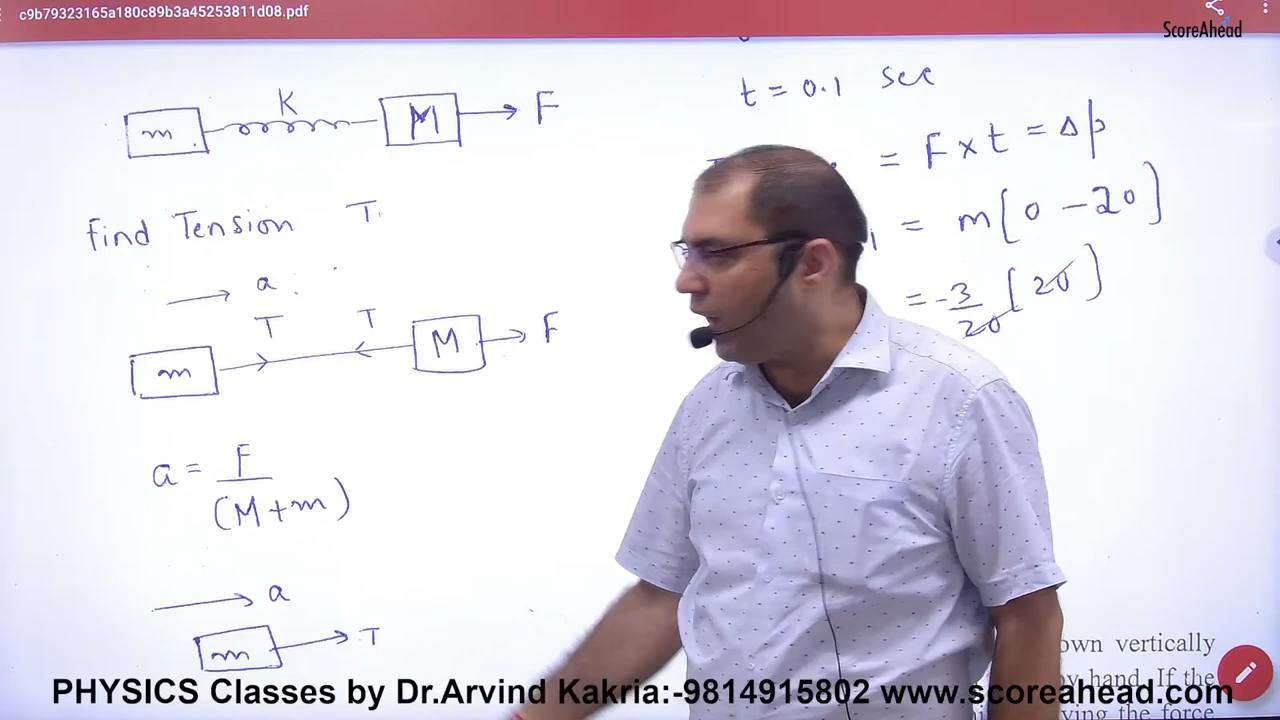 c9b79323165a180c89b3a45253811d08.pdf
ScoreAhead
m K M F
find Tension T
a
T T
m M F
a = F / (M + m)
a
m T
t = 0.1 sec
= F × t = Δp
= m[0 - 20]
= -3/20 [20]
own vertically
by hand. If the
ving the force
PHYSICS Classes by Dr.Arvind Kakria:-9814915802 www.scoreahead.com